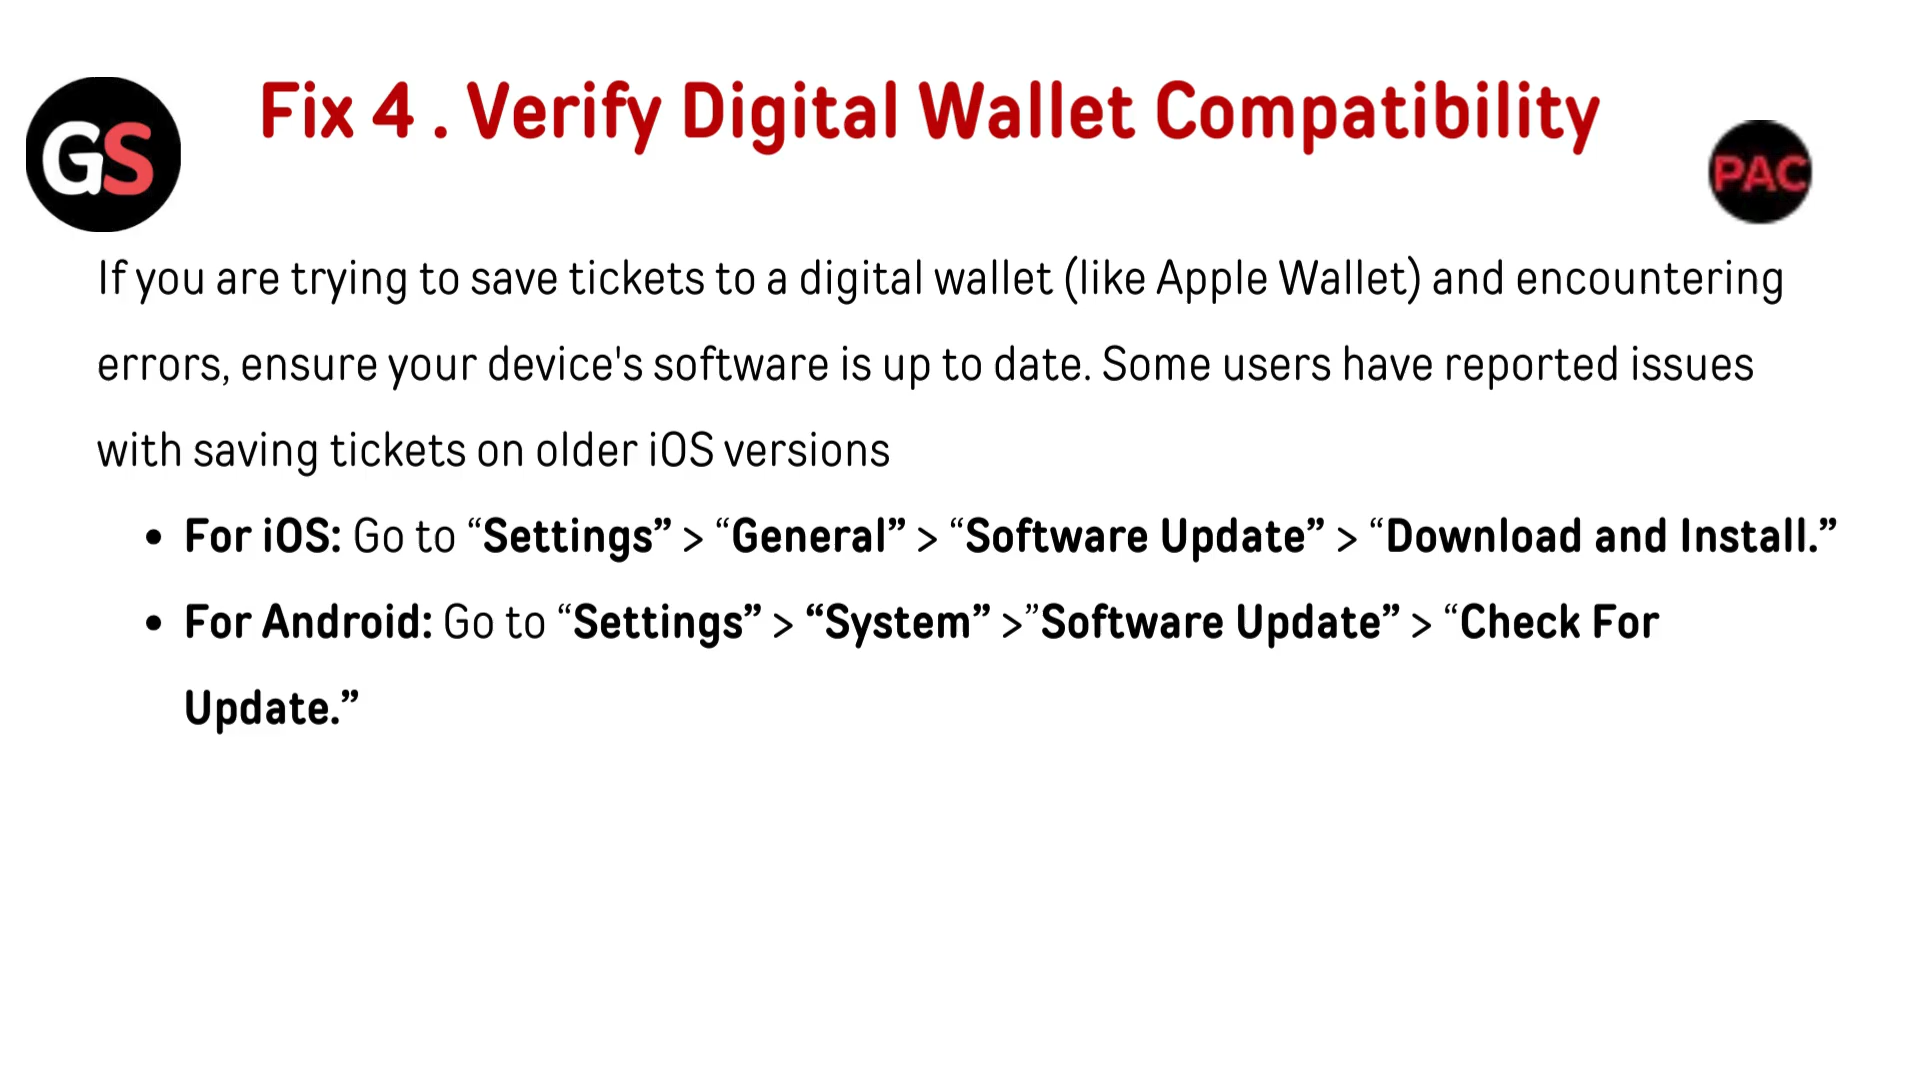 GS
Fix 4 . Verify Digital Wallet Compatibility
PAC
If you are trying to save tickets to a digital wallet (like Apple Wallet) and encountering
errors, ensure your device's software is up to date. Some users have reported issues
with saving tickets on older iOS versions
• For iOS: Go to “Settings” > “General” > “Software Update” > “Download and Install.”
• For Android: Go to “Settings” > “System” >”Software Update” > “Check For
Update.”